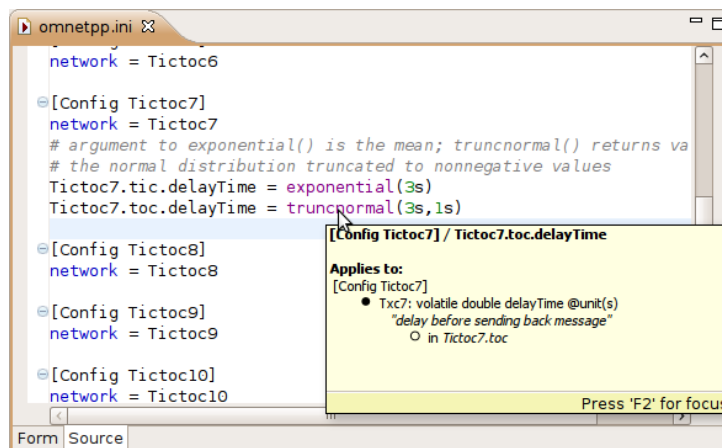 omnetpp.ini
network = Tictoc6
[Config Tictoc7]
network = Tictoc7
# argument to exponential() is the mean; truncnormal() returns va
# the normal distribution truncated to nonnegative values
Tictoc7.tic.delayTime = exponential(3s)
Tictoc7.toc.delayTime = truncnormal(3s,1s)
[Config Tictoc7] / Tictoc7.toc.delayTime
Applies to:
[Config Tictoc7]
Txc7: volatile double delayTime @unit(s)
"delay before sending back message"
in Tictoc7.toc
Press 'F2' for focus
[Config Tictoc8]
network = Tictoc8
[Config Tictoc9]
network = Tictoc9
[Config Tictoc10]
network = Tictoc10
Form Source